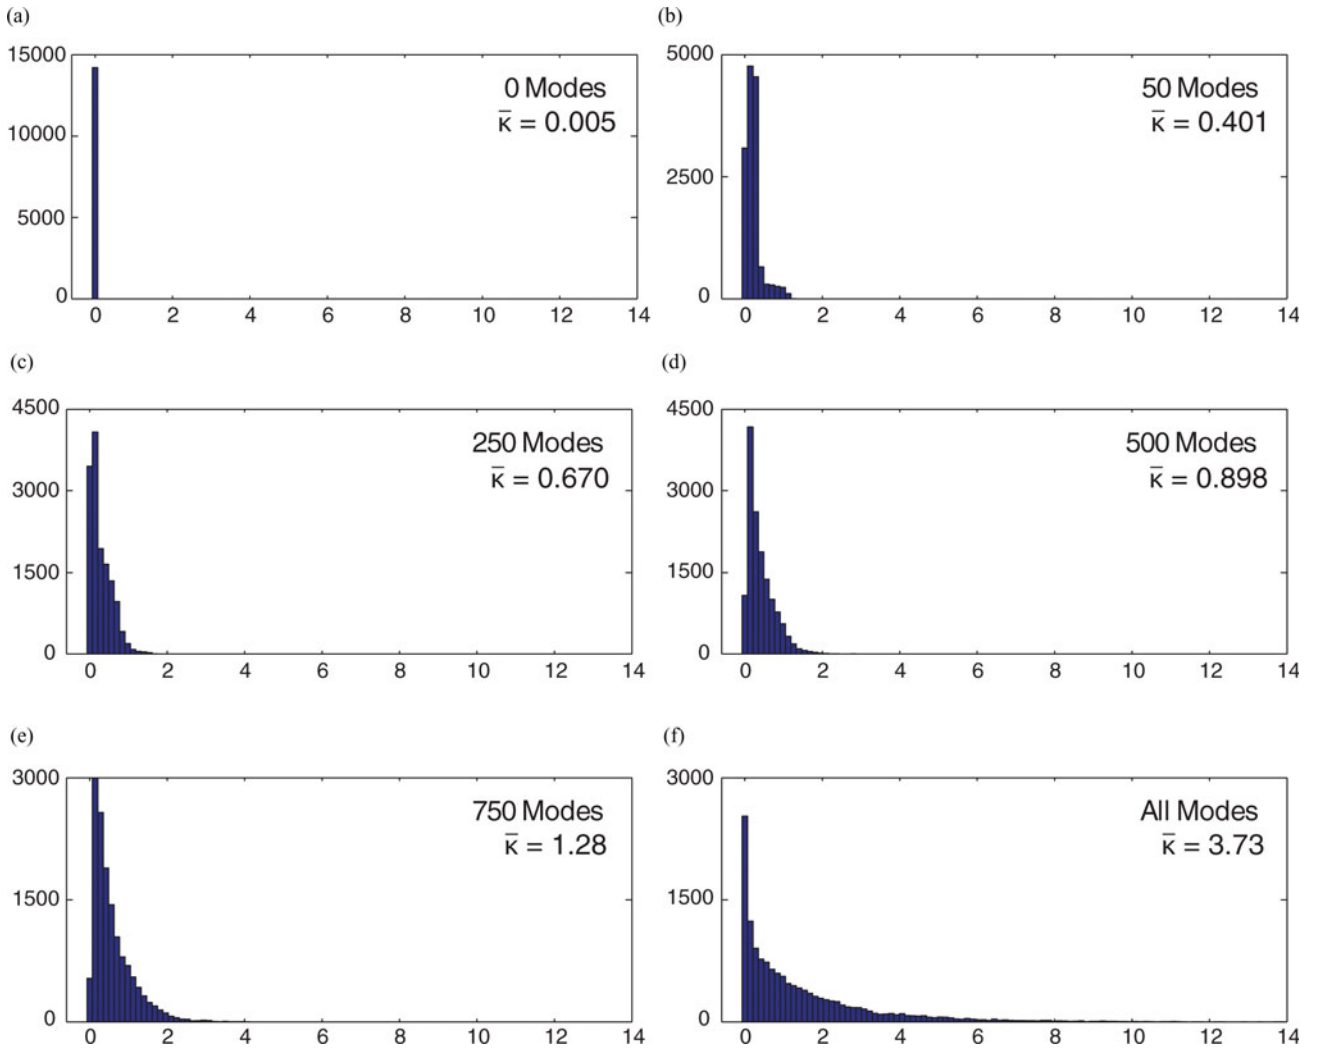 (a)
15000
10000
5000
0
0 Modes
κ̄ = 0.005
0 2 4 6 8 10 12 14
(b)
5000
2500
0
50 Modes
κ̄ = 0.401
0 2 4 6 8 10 12 14
(c)
4500
3000
1500
0
250 Modes
κ̄ = 0.670
0 2 4 6 8 10 12 14
(d)
4500
3000
1500
0
500 Modes
κ̄ = 0.898
0 2 4 6 8 10 12 14
(e)
3000
1500
0
750 Modes
κ̄ = 1.28
0 2 4 6 8 10 12 14
(f)
3000
1500
0
All Modes
κ̄ = 3.73
0 2 4 6 8 10 12 14